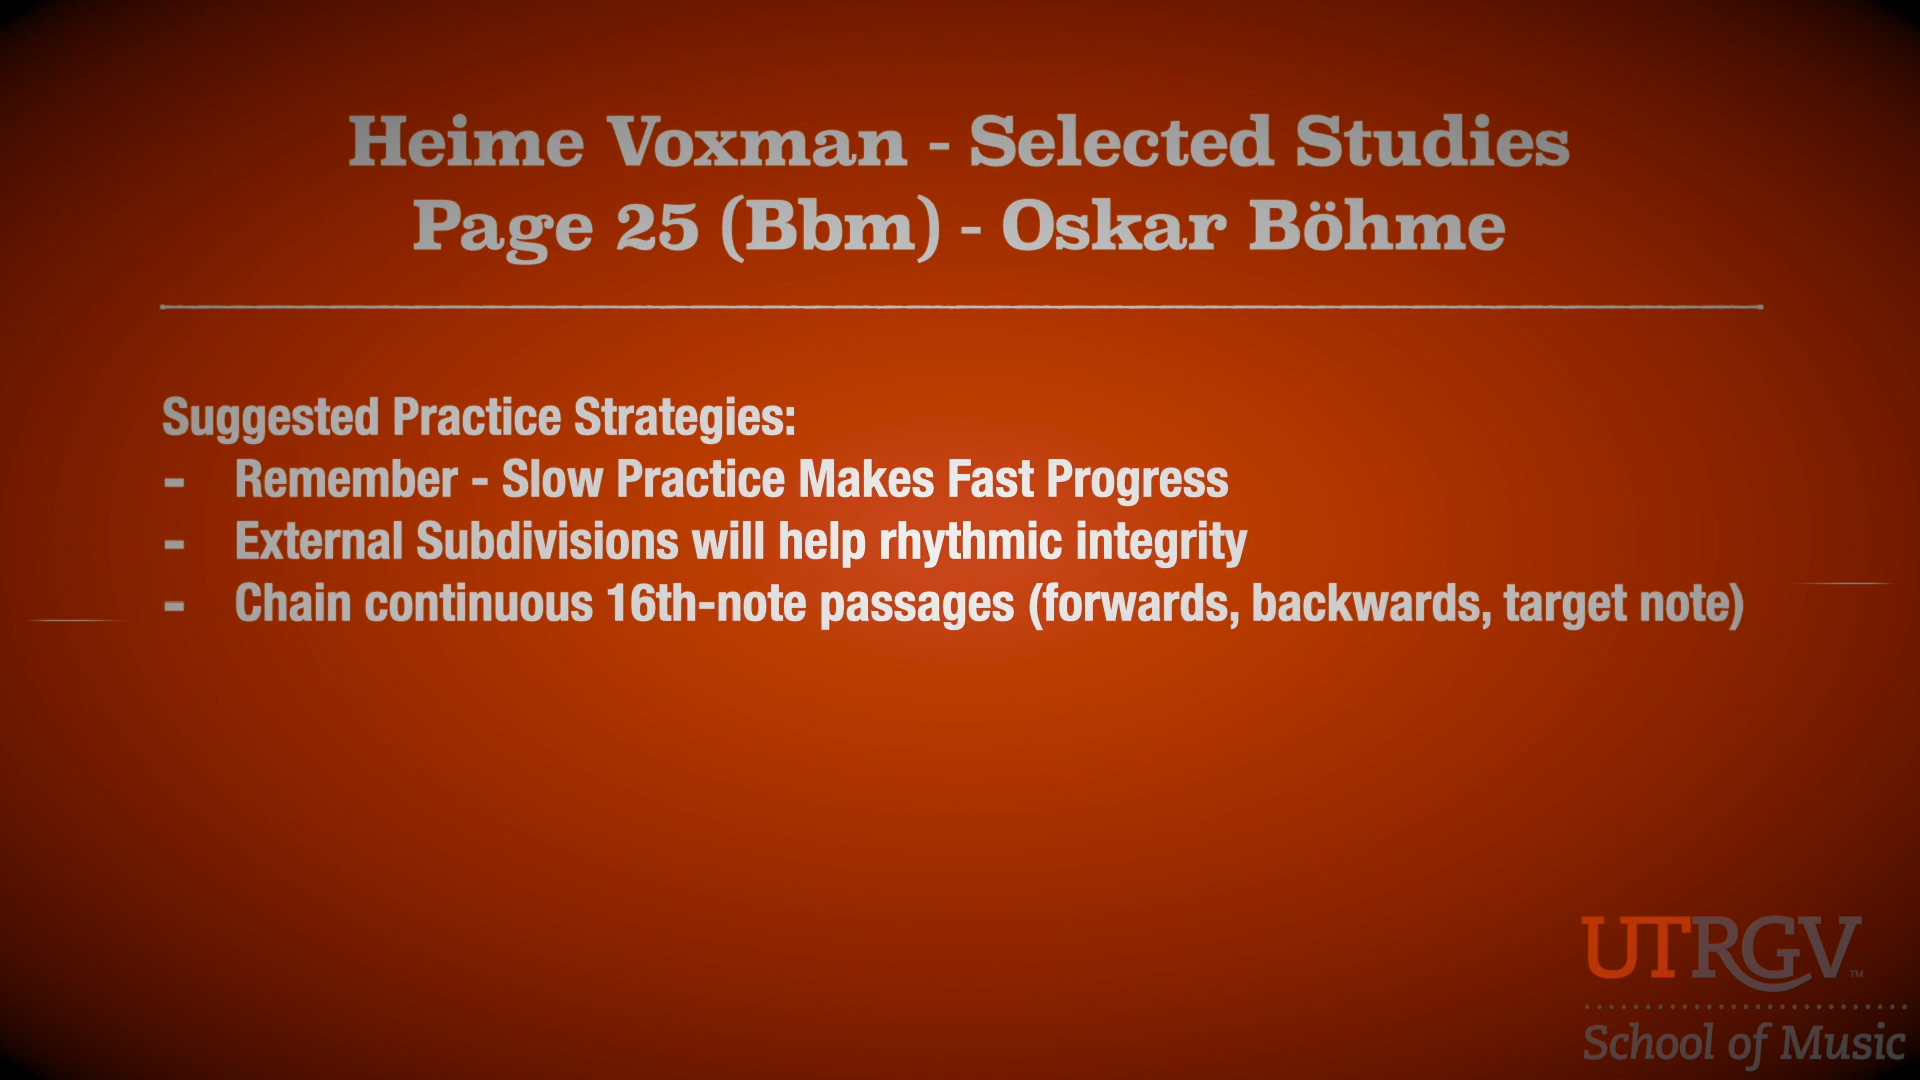 Heime Voxman - Selected Studies
Page 25 (Bbm) - Oskar Böhme
Suggested Practice Strategies:
- Remember - Slow Practice Makes Fast Progress
- External Subdivisions will help rhythmic integrity
- Chain continuous 16th-note passages (forwards, backwards, target note)
UTRGV™
School of Music